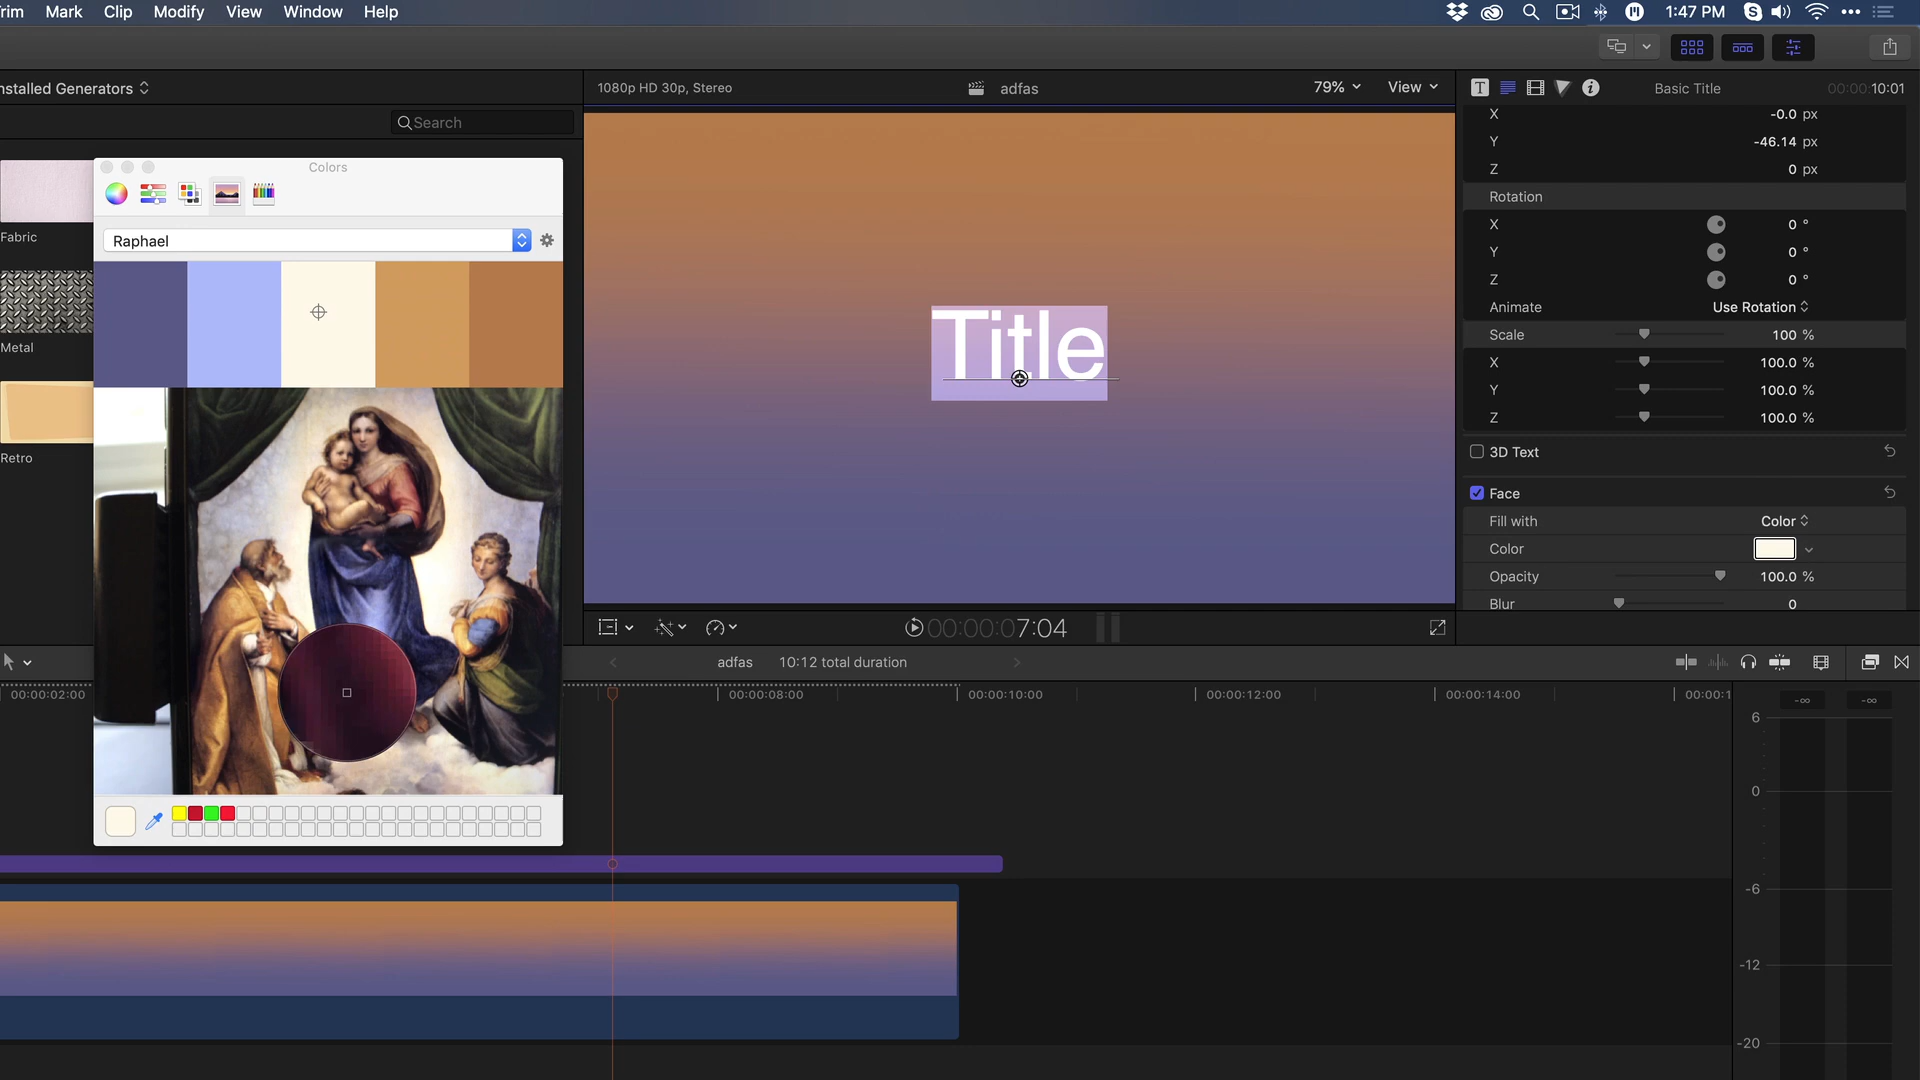 rim Mark Clip Modify View Window Help 1:47 PM
nstalled Generators
Search
Fabric
Metal
Retro
Colors
Raphael
1080p HD 30p, Stereo adfas 79% View
Title
00:00:07:04
Basic Title 00:00:10:01
X -0.0 px
Y -46.14 px
Z 0 px
Rotation
X 0 °
Y 0 °
Z 0 °
Animate Use Rotation
Scale 100 %
X 100.0 %
Y 100.0 %
Z 100.0 %
3D Text
Face
Fill with Color
Color
Opacity 100.0 %
Blur 0
adfas 10:12 total duration
00:00:02:00 00:00:08:00 00:00:10:00 00:00:12:00 00:00:14:00 00:00:1
-∞ -∞
6
0
-6
-12
-20